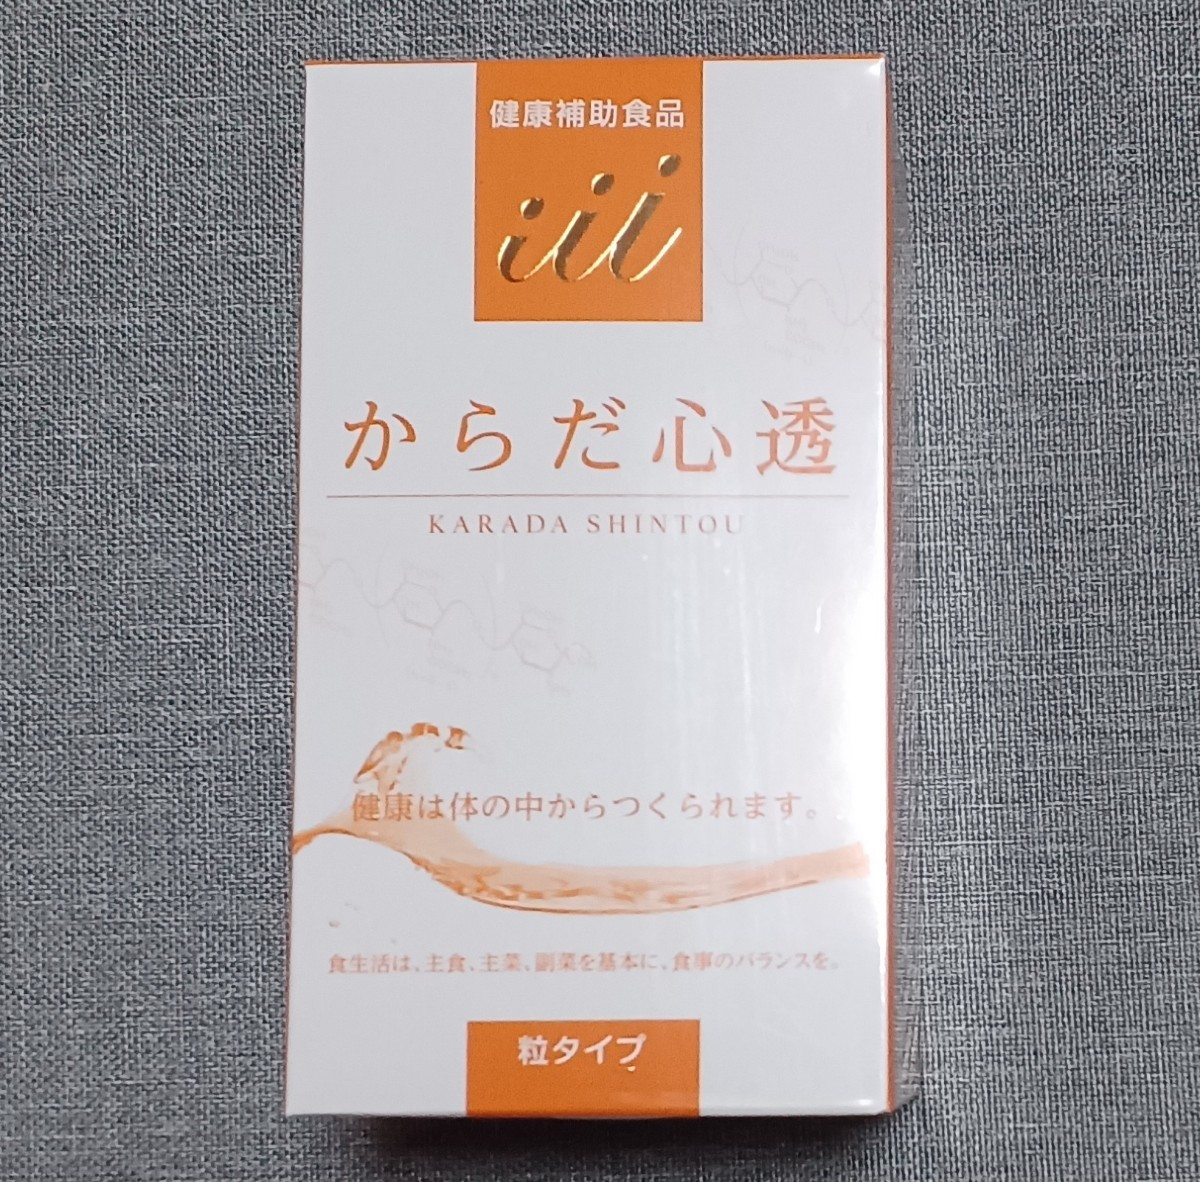 健康補助食品
iii
からだ心透
KARADA SHINTOU
健康は体の中からつくられます。
食生活は、主食、主菜、副菜を基本に、食事のバランスを。
粒タイプ